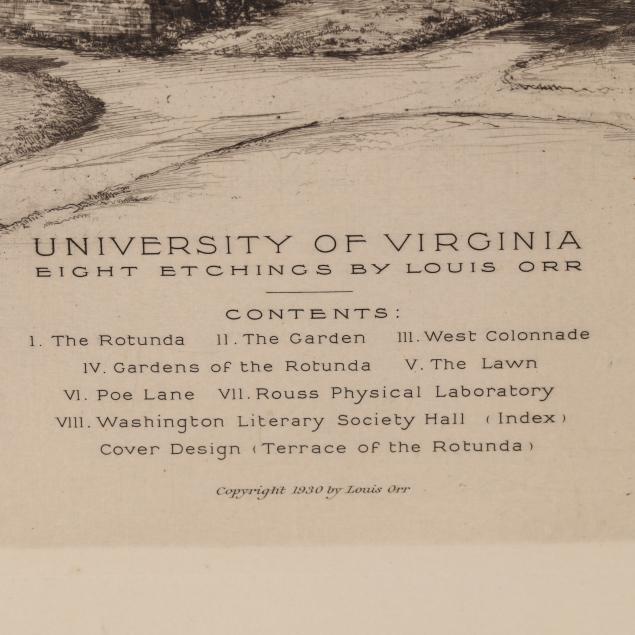 UNIVERSITY OF VIRGINIA
EIGHT ETCHINGS BY LOUIS ORR
CONTENTS:
I. The Rotunda II. The Garden III. West Colonnade
IV. Gardens of the Rotunda V. The Lawn
VI. Poe Lane VII. Rouss Physical Laboratory
VIII. Washington Literary Society Hall (Index)
Cover Design (Terrace of the Rotunda)
Copyright 1930 by Louis Orr